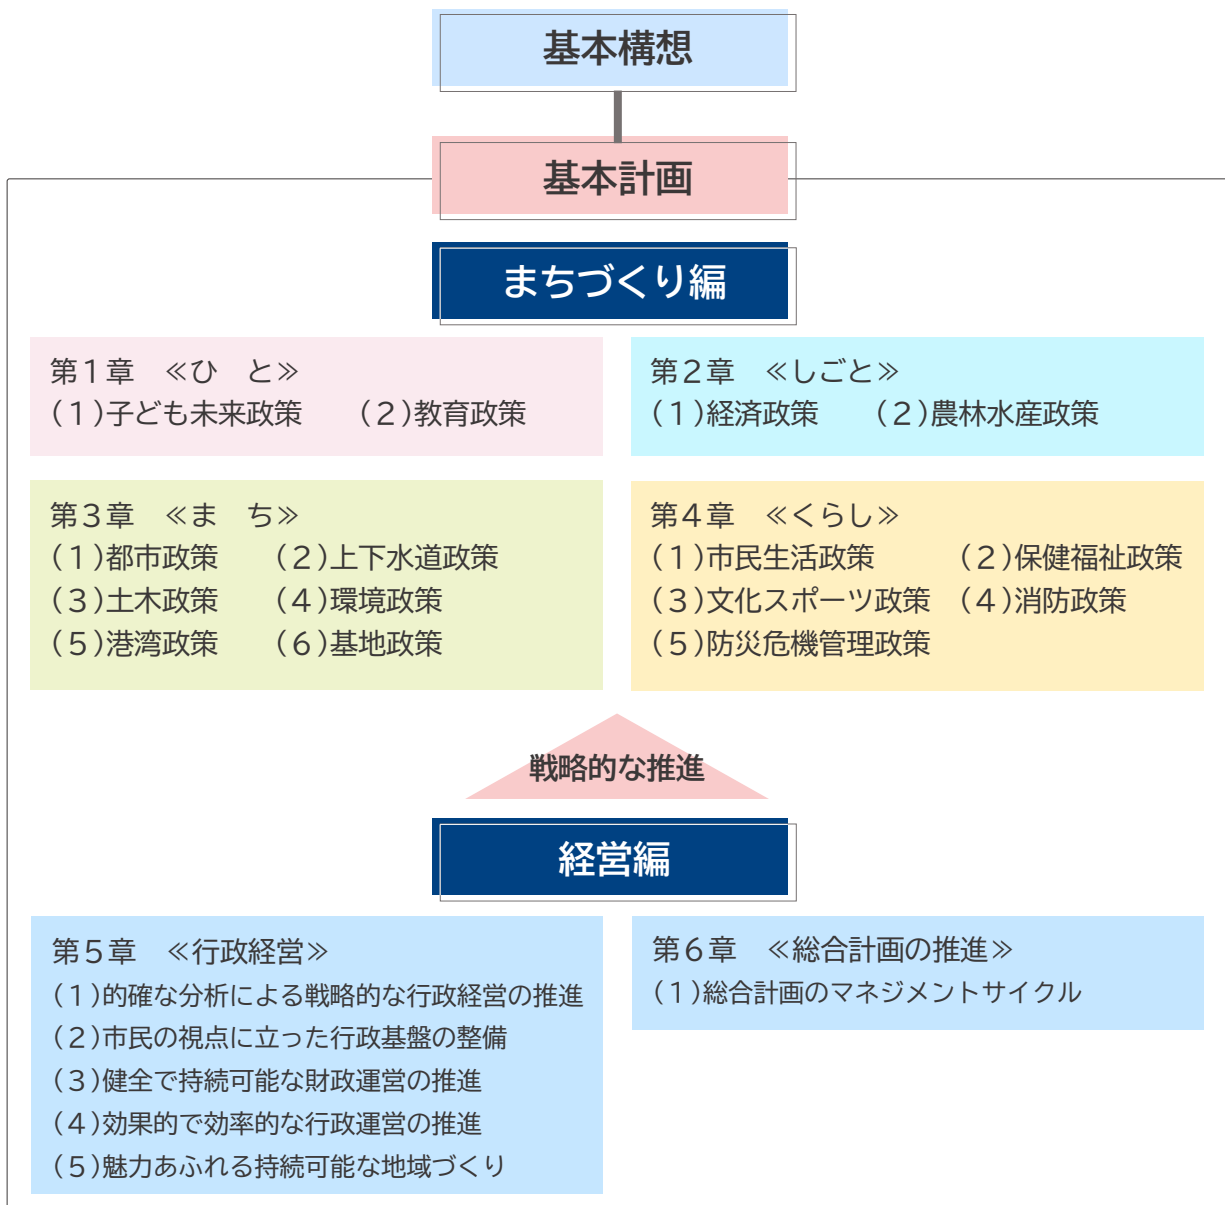 基本構想
基本計画
まちづくり編
第１章　≪ひ　と≫
(１)子ども未来政策　　(２)教育政策
第２章　≪しごと≫
(１)経済政策　　(２)農林水産政策
第３章　≪ま　ち≫
(１)都市政策　　(２)上下水道政策
(３)土木政策　　(４)環境政策
(５)港湾政策　　(６)基地政策
第４章　≪くらし≫
(１)市民生活政策　　　(２)保健福祉政策
(３)文化スポーツ政策　(４)消防政策
(５)防災危機管理政策
戦略的な推進
経営編
第５章　≪行政経営≫
(１)的確な分析による戦略的な行政経営の推進
(２)市民の視点に立った行政基盤の整備
(３)健全で持続可能な財政運営の推進
(４)効果的で効率的な行政運営の推進
(５)魅力あふれる持続可能な地域づくり
第６章　≪総合計画の推進≫
(１)総合計画のマネジメントサイクル